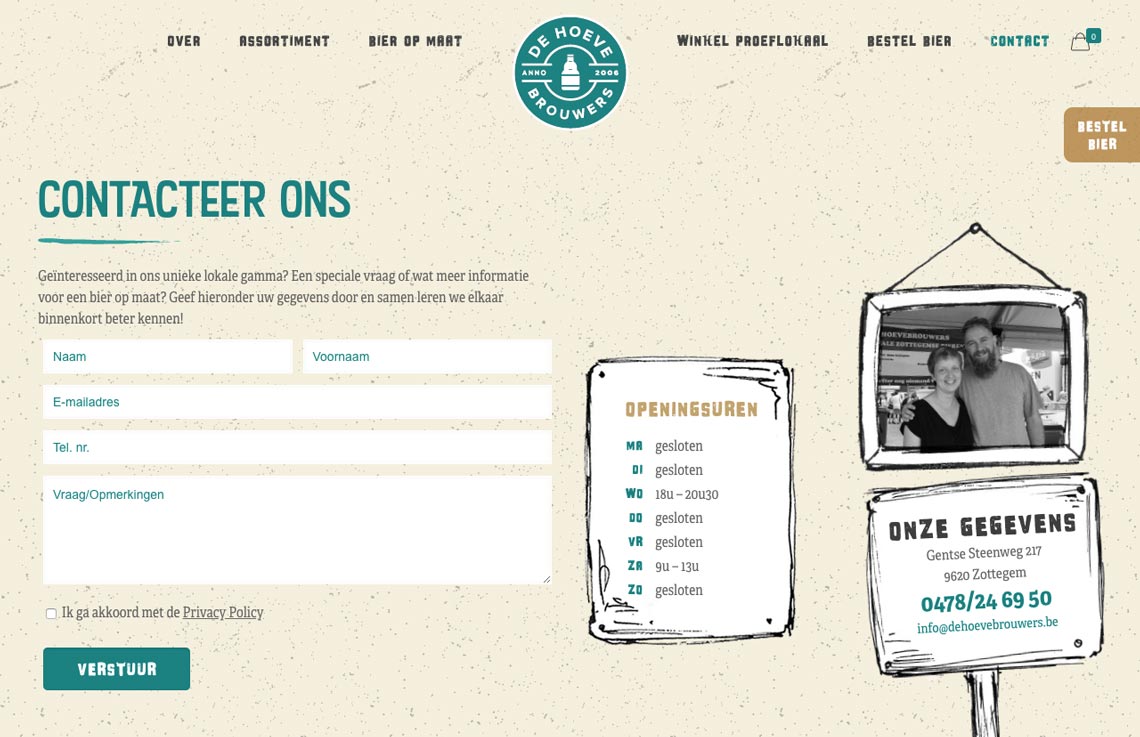 OVER
ASSORTIMENT
BIER OP MAAT
DE HOEVE
ANNO 2006
BROUWERS
WINKEL PROEFLOKAAL
BESTEL BIER
CONTACT
0
BESTEL
BIER
CONTACTEER ONS
Geïnteresseerd in ons unieke lokale gamma? Een speciale vraag of wat meer informatie
voor een bier op maat? Geef hieronder uw gegevens door en samen leren we elkaar
binnenkort beter kennen!
Naam
Voornaam
E-mailadres
Tel. nr.
Vraag/Opmerkingen
Ik ga akkoord met de Privacy Policy
VERSTUUR
OPENINGSUREN
MA gesloten
DI gesloten
WO 18u – 20u30
DO gesloten
VR gesloten
ZA 9u – 13u
ZO gesloten
HOEVEBROUWERS
ONZE GEGEVENS
Gentse Steenweg 217
9620 Zottegem
0478/24 69 50
info@dehoevebrouwers.be